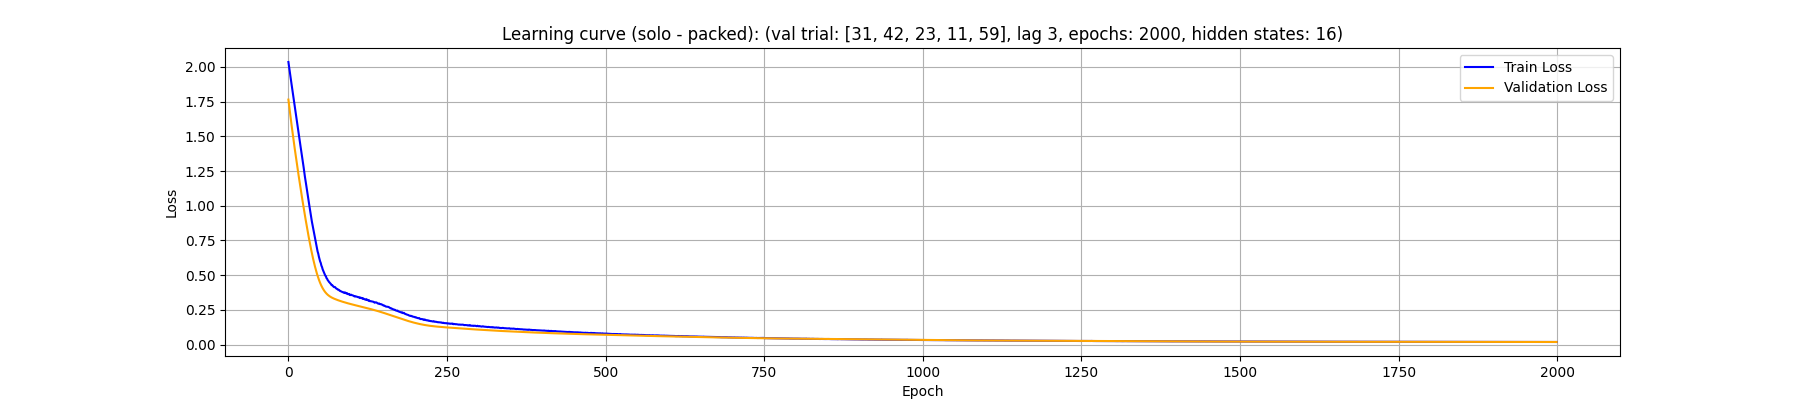 Learning curve (solo - packed): (val trial: [31, 42, 23, 11, 59], lag 3, epochs: 2000, hidden states: 16)
Train Loss
Validation Loss
2.00
1.75
1.50
1.25
1.00
0.75
0.50
0.25
0.00
Loss
0 250 500 750 1000 1250 1500 1750 2000
Epoch